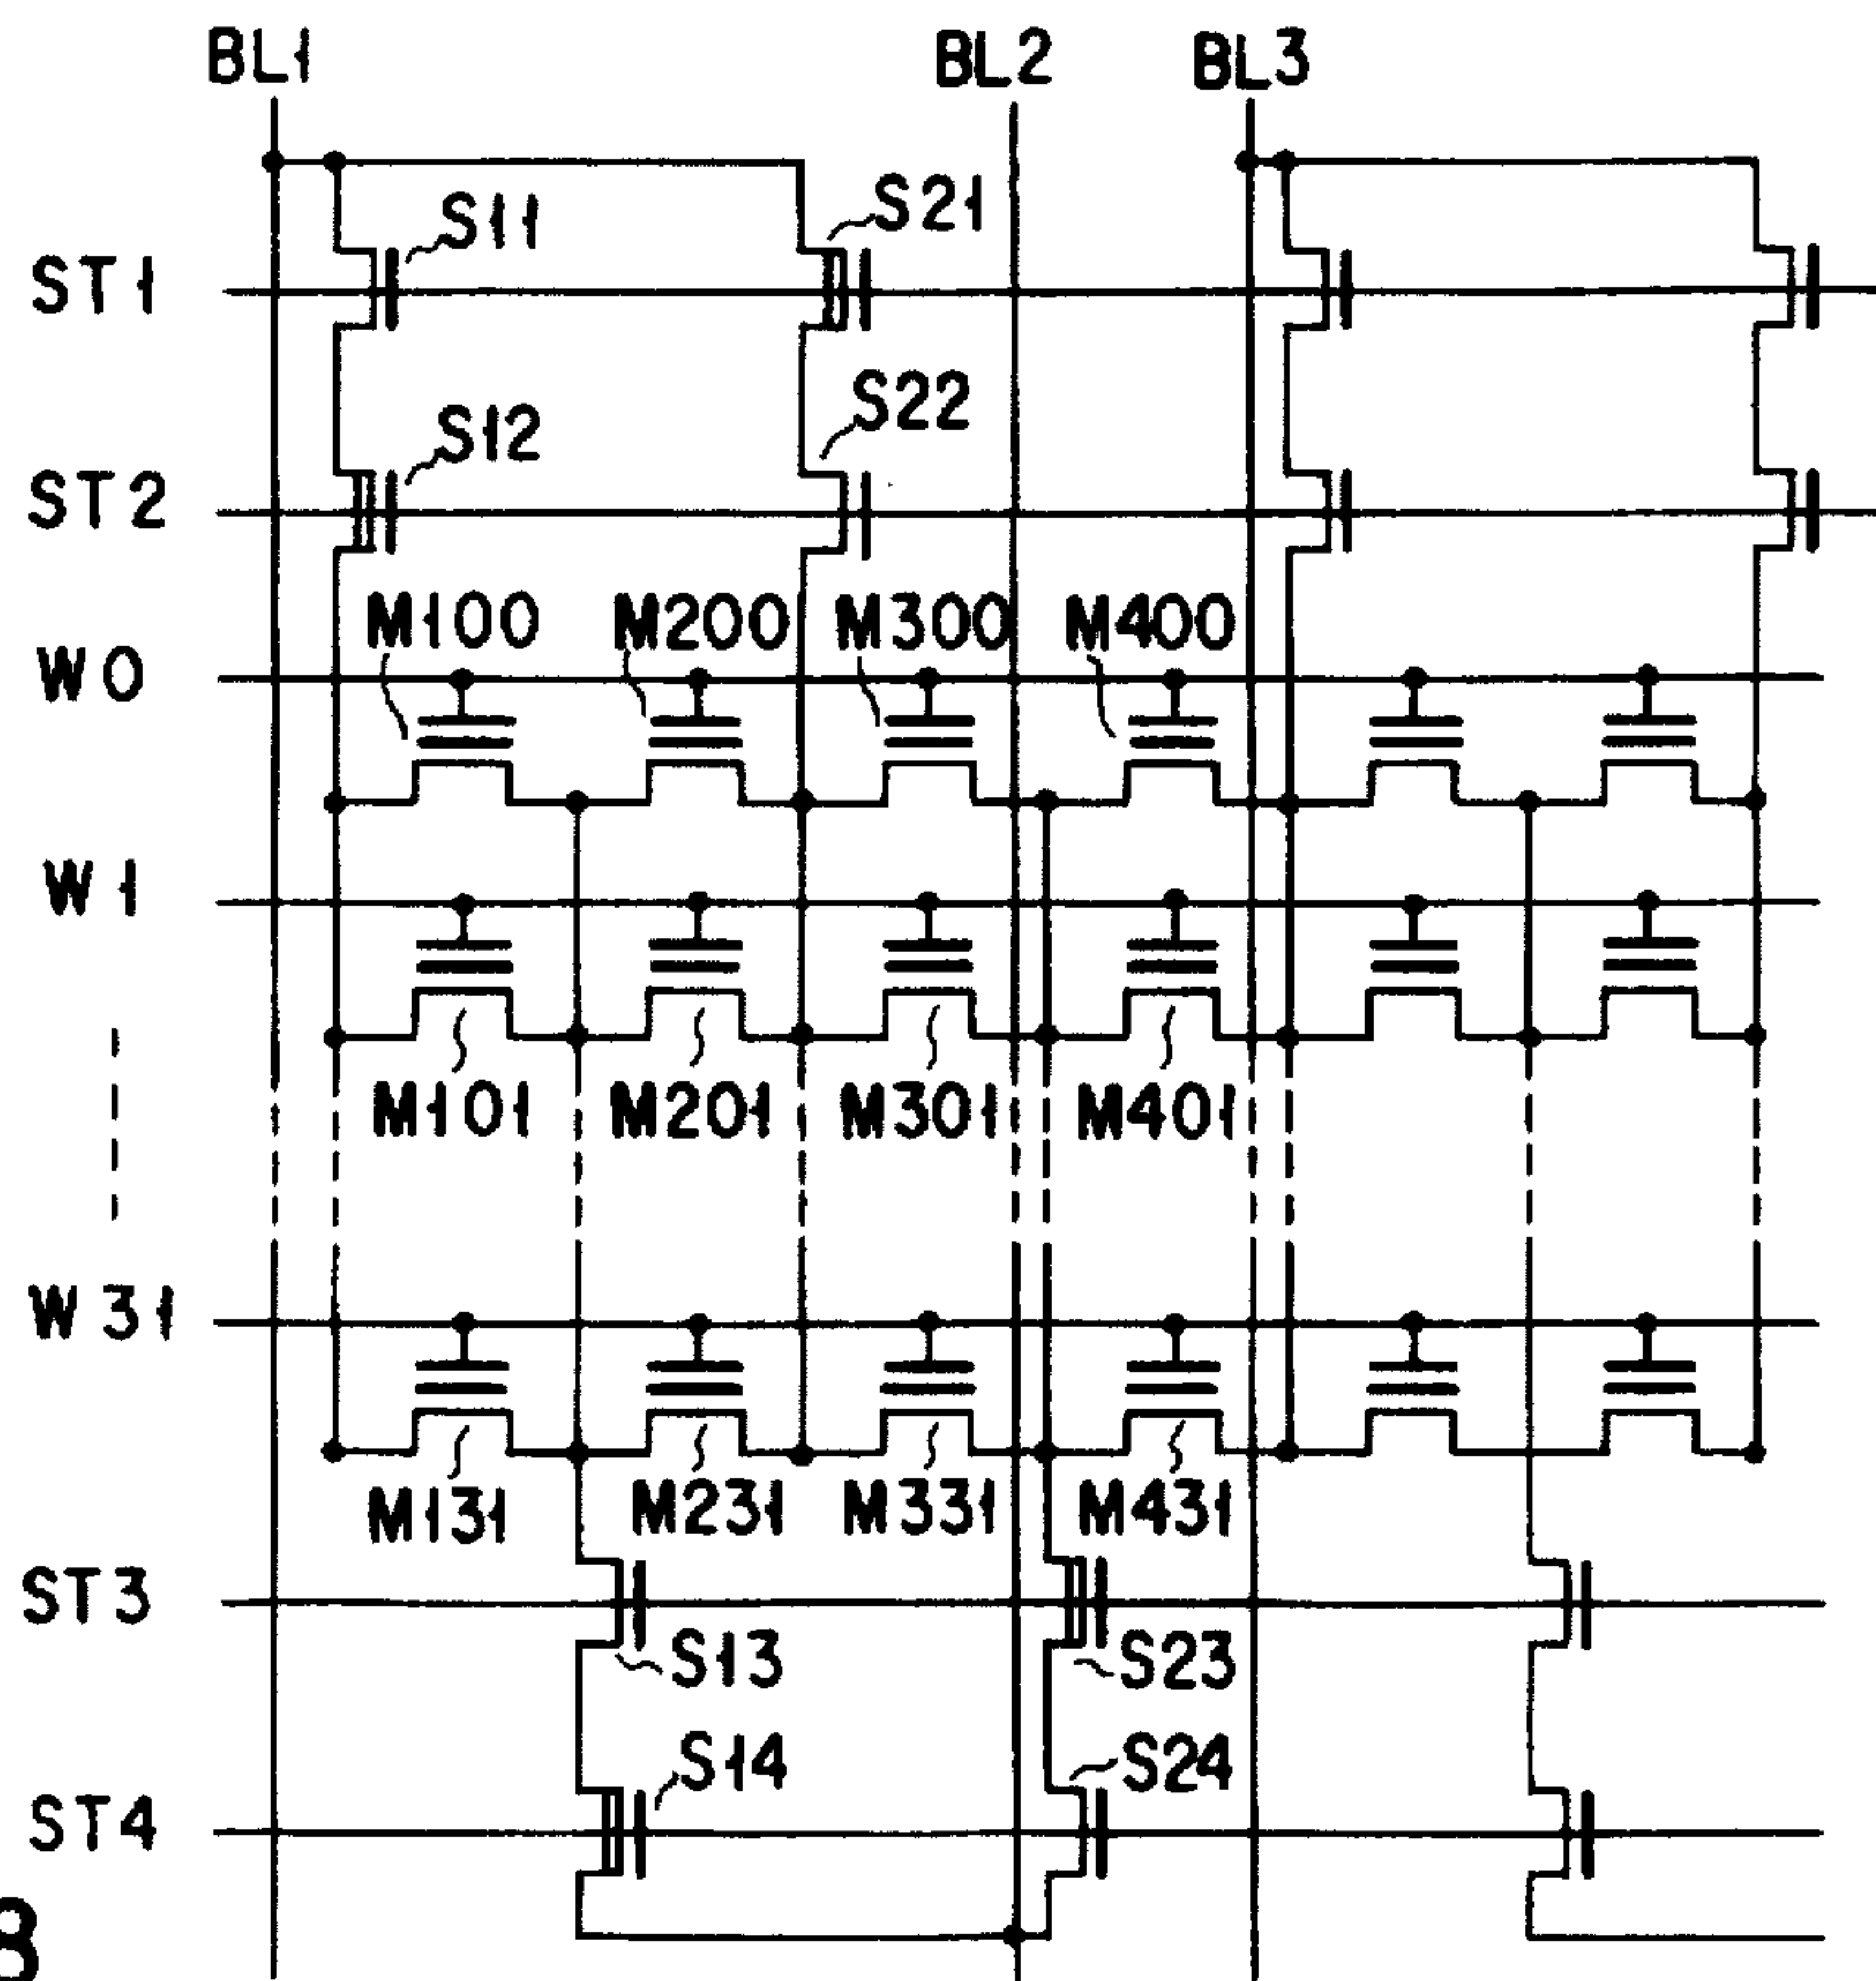 BL1 BL2 BL3
S11 S21
ST1
S12 S22
ST2
M100 M200 M300 M400
W0
W1
M101 M201 M301 M401
W31
M131 M231 M331 M431
ST3
S13 S23
S14 S24
ST4